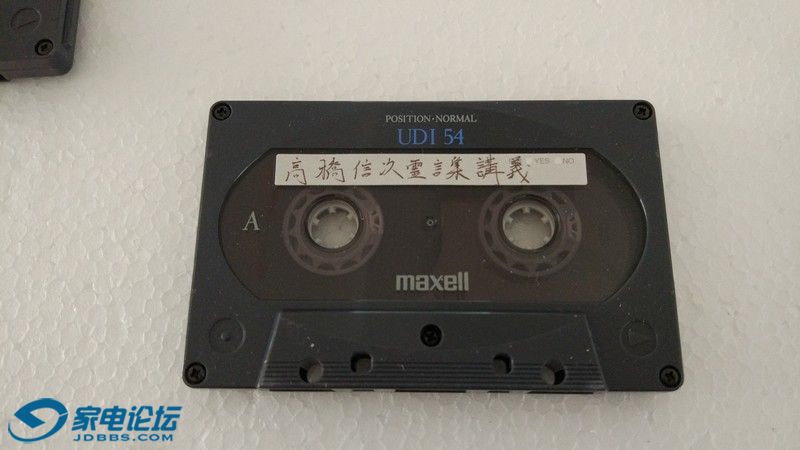 POSITION·NORMAL
UDI 54
高橋信次霊言集講義
YES NO
A
maxell
家电论坛
JDBBS.COM